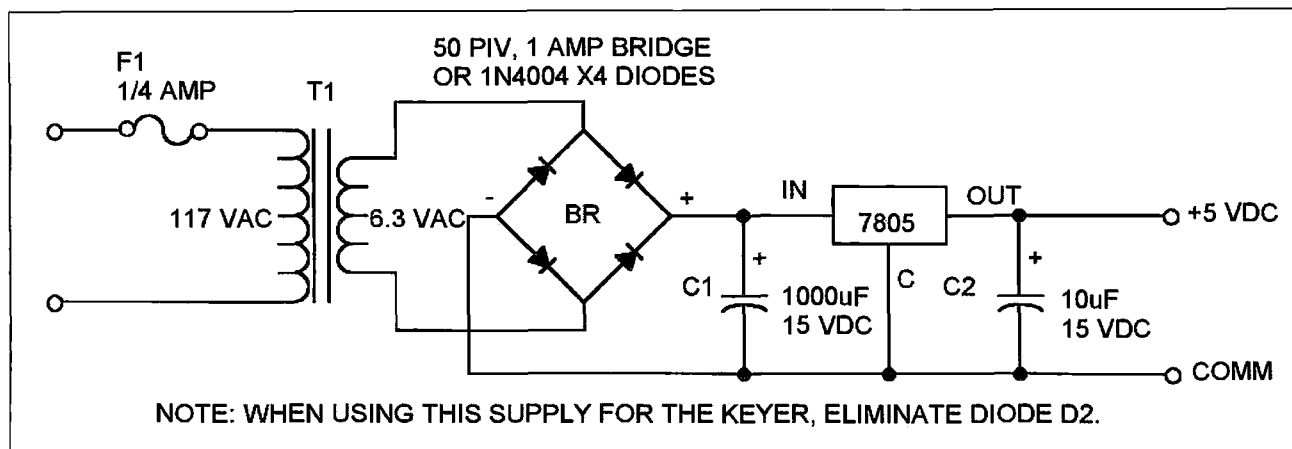 50 PIV, 1 AMP BRIDGE
OR 1N4004 X4 DIODES
F1
1/4 AMP
T1
117 VAC
6.3 VAC
-
BR
+
IN
7805
OUT
+5 VDC
C1
+
1000uF
15 VDC
C
C2
+
10uF
15 VDC
COMM
NOTE: WHEN USING THIS SUPPLY FOR THE KEYER, ELIMINATE DIODE D2.